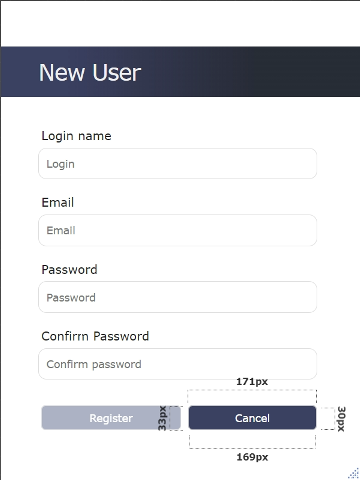 New User
Login name
Login
Email
Email
Password
Password
Confirm Password
Confirm password
171px
Register
33px
Cancel
30px
169px